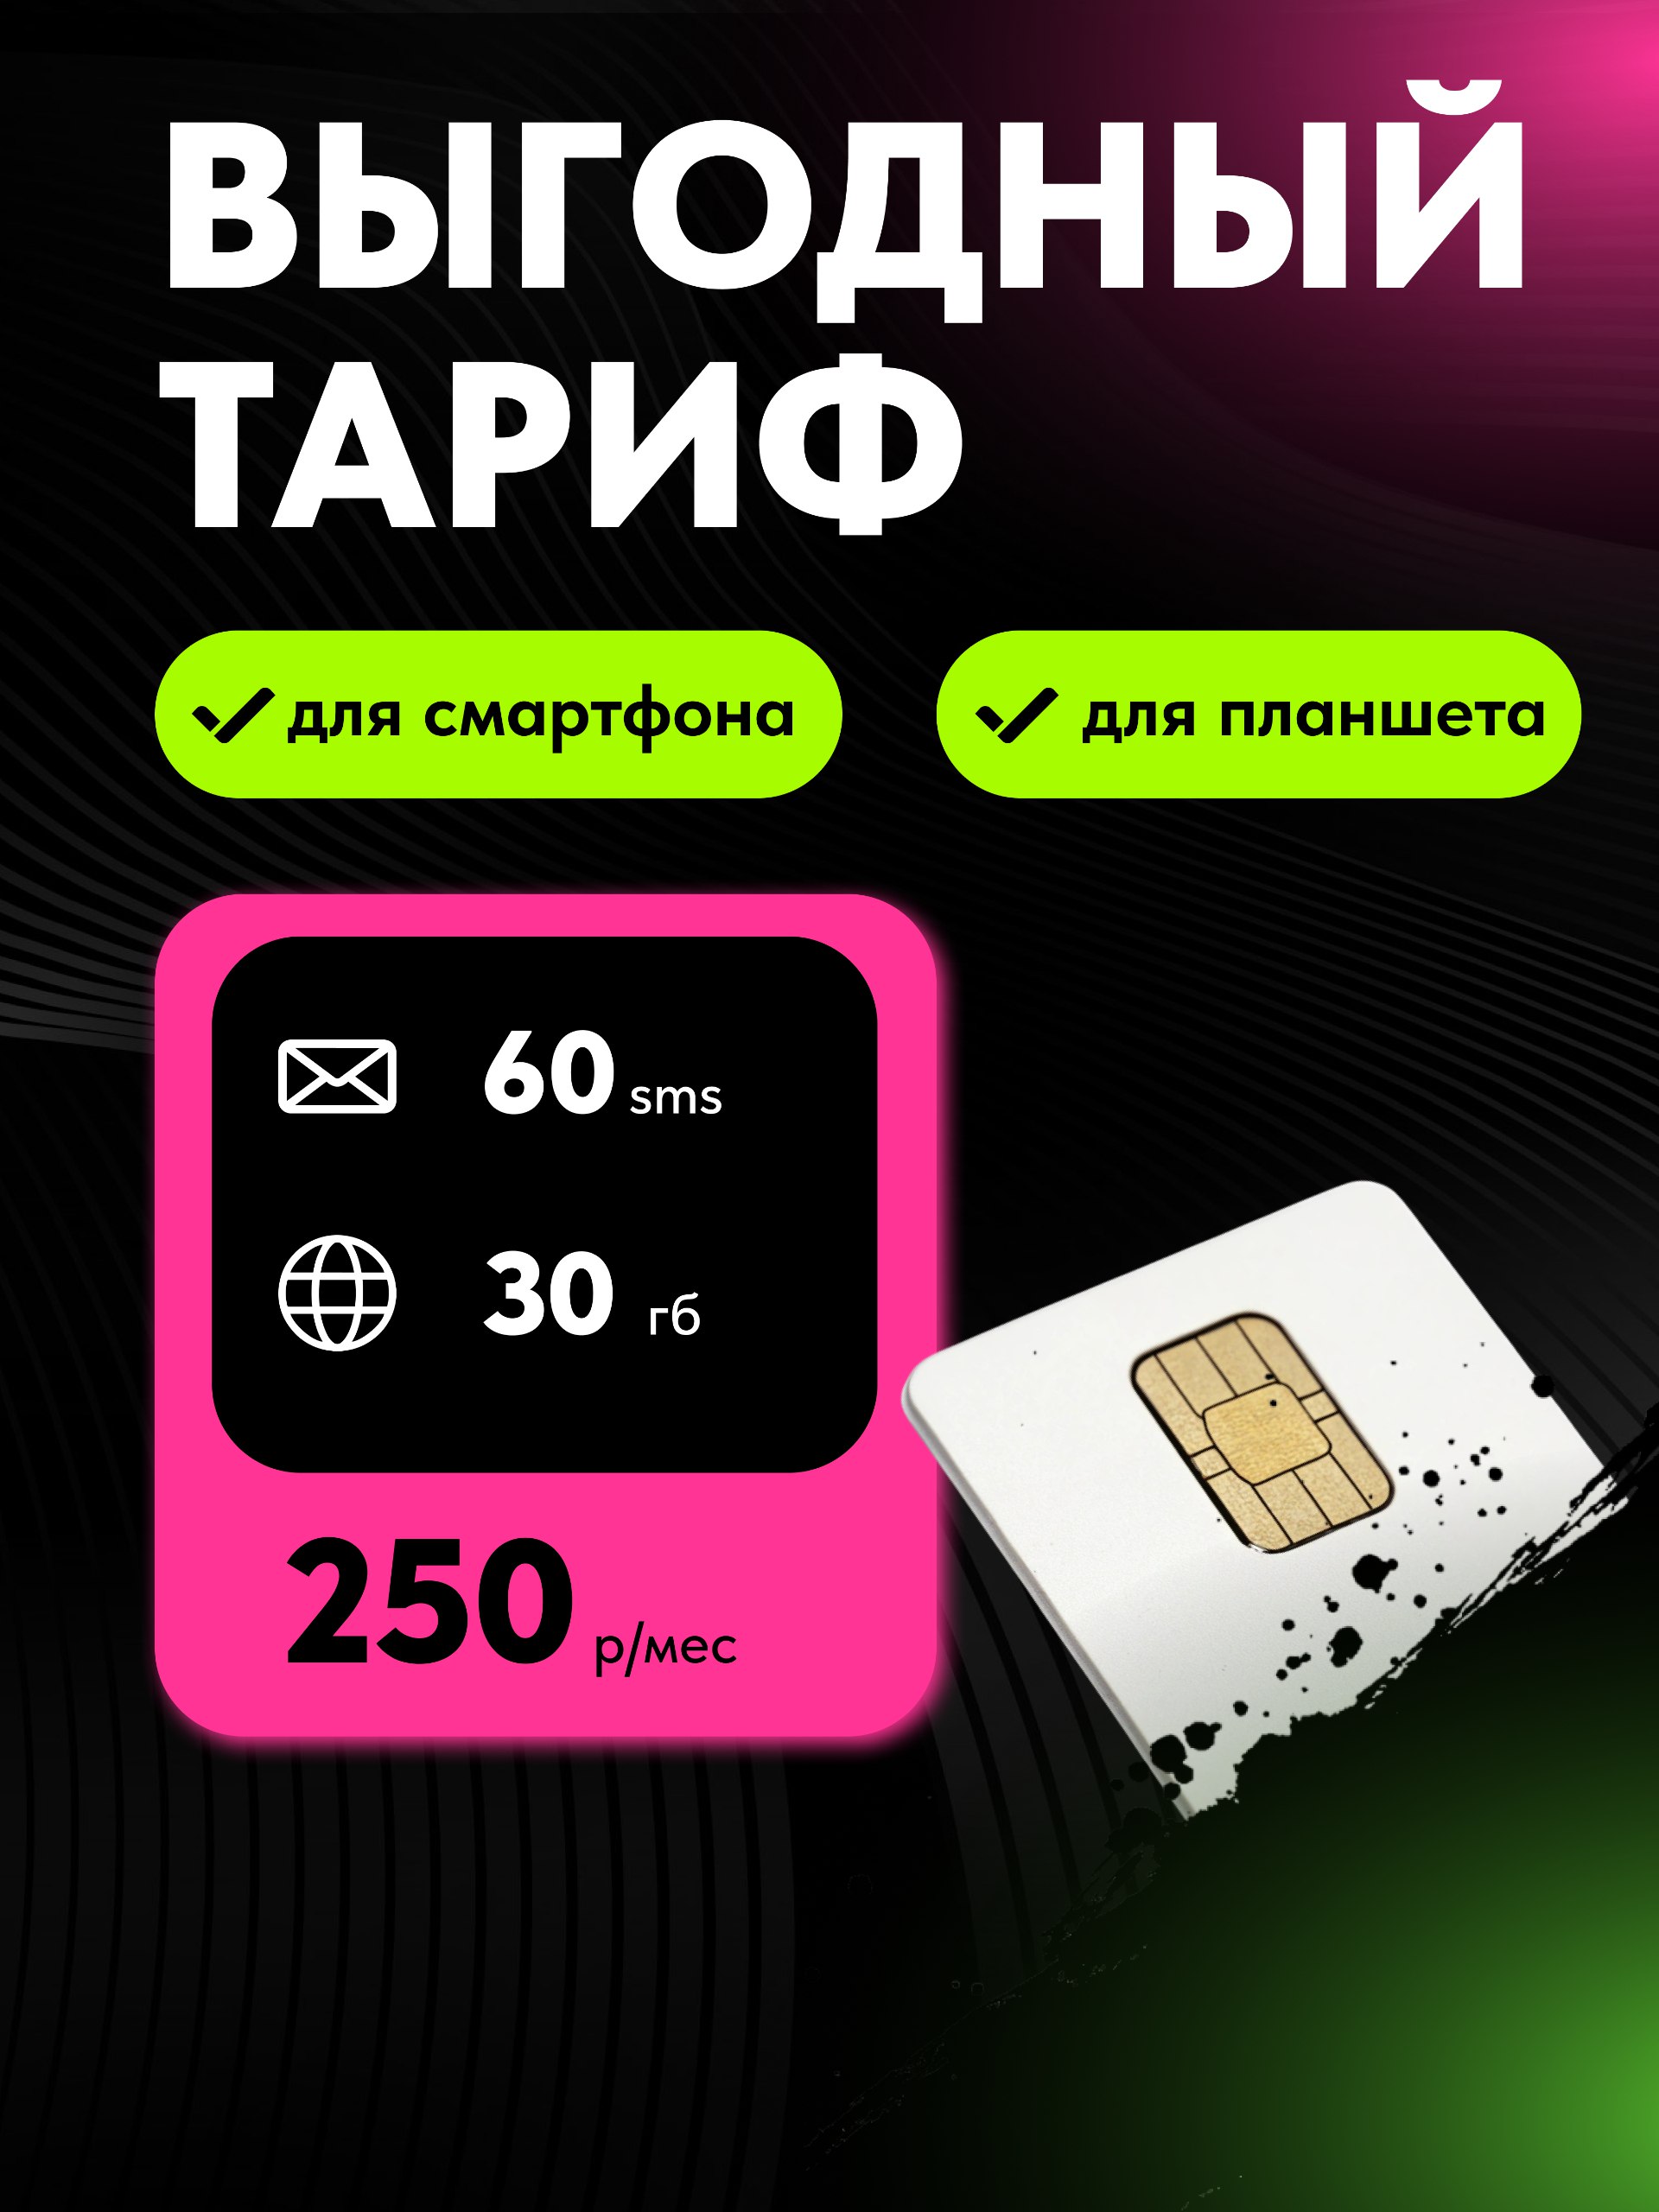 ВЫГОДНЫЙ
ТАРИФ
для смартфона
для планшета
60 sms
30 гб
250 р/мес